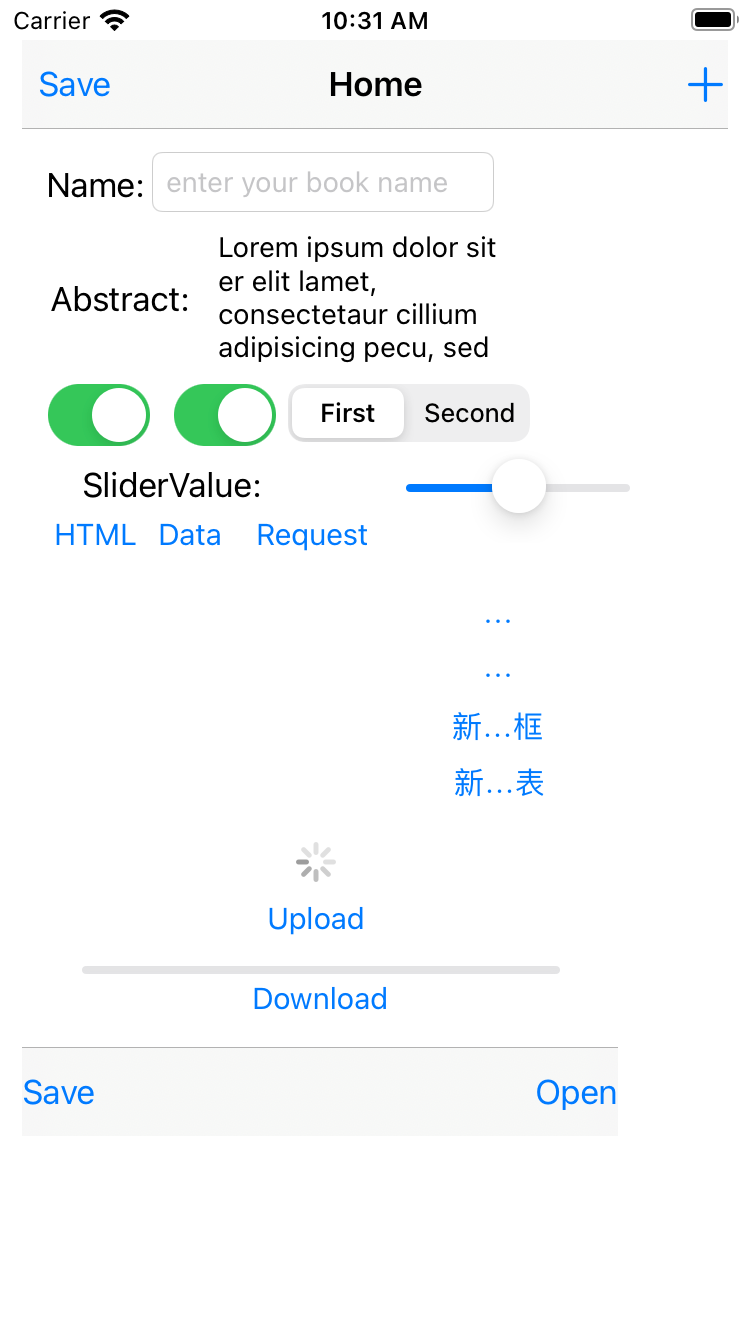 Carrier 10:31 AM
Save Home
Name: enter your book name
Abstract:
Lorem ipsum dolor sit
er elit lamet,
consectetaur cillium
adipisicing pecu, sed
First Second
SliderValue:
HTML Data Request
...
...
新...框
新...表
Upload
Download
Save Open